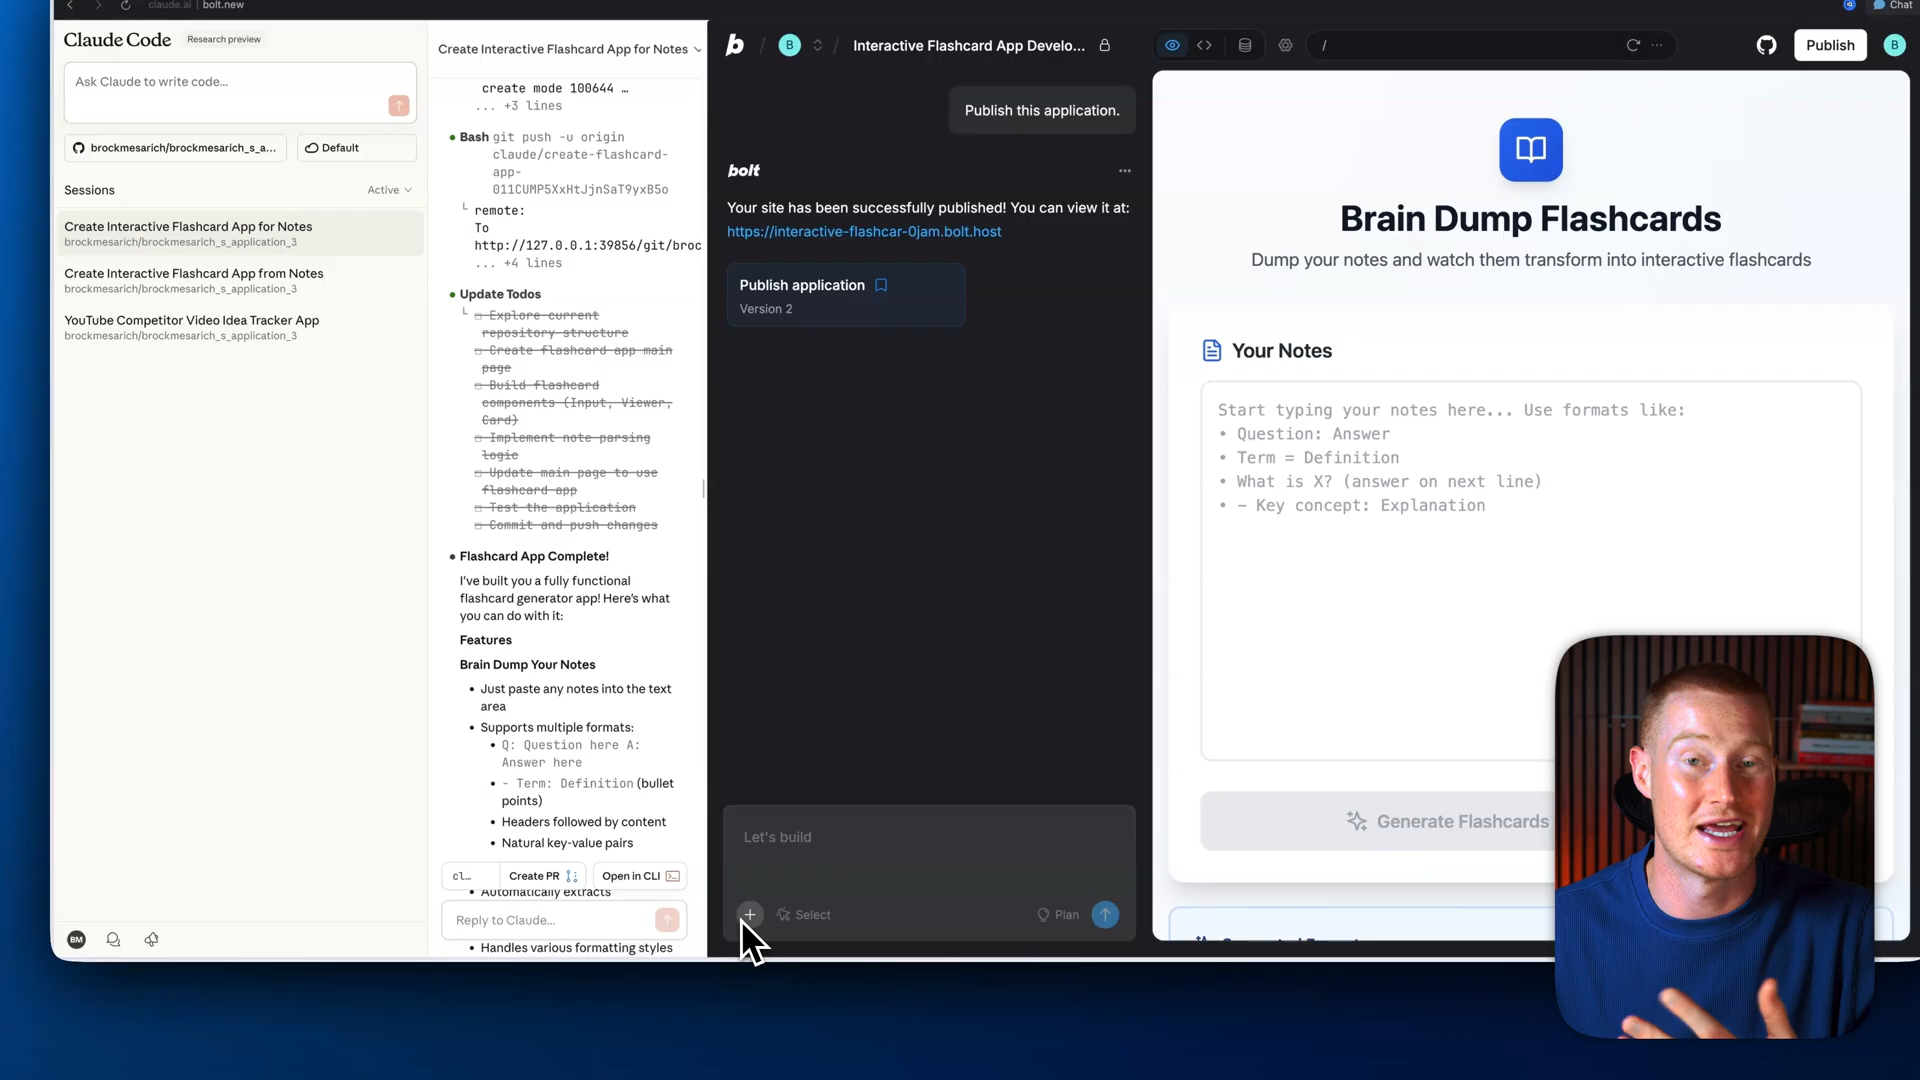 claude.ai | bolt.new
Chat
Claude Code
Research preview
Ask Claude to write code...
brockmesarich/brockmesarich_s_a...
Default
Sessions
Active
Create Interactive Flashcard App for Notes
brockmesarich/brockmesarich_s_application_3
Create Interactive Flashcard App from Notes
brockmesarich/brockmesarich_s_application_3
YouTube Competitor Video Idea Tracker App
brockmesarich/brockmesarich_s_application_3
BM
Create Interactive Flashcard App for Notes
create mode 100644 …
... +3 lines
Bash git push -u origin
claude/create-flashcard-
app-
011CUMP5XxHtJjnSaT9yxB5o
remote:
To
http://127.0.0.1:39856/git/broc
... +4 lines
Update Todos
Explore current
repository structure
Create flashcard app main
page
Build flashcard
components (Input, Viewer,
Card)
Implement note parsing
logic
Update main page to use
flashcard app
Test the application
Commit and push changes
Flashcard App Complete!
I've built you a fully functional
flashcard generator app! Here's what
you can do with it:
Features
Brain Dump Your Notes
• Just paste any notes into the text
area
• Supports multiple formats:
• Q: Question here A:
Answer here
• - Term: Definition (bullet
points)
• Headers followed by content
• Natural key-value pairs
cl...
Create PR
Open in CLI
• Automatically extracts
Reply to Claude...
• Handles various formatting styles
b / B / Interactive Flashcard App Develo...
Publish this application.
bolt
Your site has been successfully published! You can view it at:
https://interactive-flashcar-0jam.bolt.host
Publish application
Version 2
Let's build
Select
Plan
/
Publish
B
Brain Dump Flashcards
Dump your notes and watch them transform into interactive flashcards
Your Notes
Start typing your notes here... Use formats like:
• Question: Answer
• Term = Definition
• What is X? (answer on next line)
• - Key concept: Explanation
Generate Flashcards